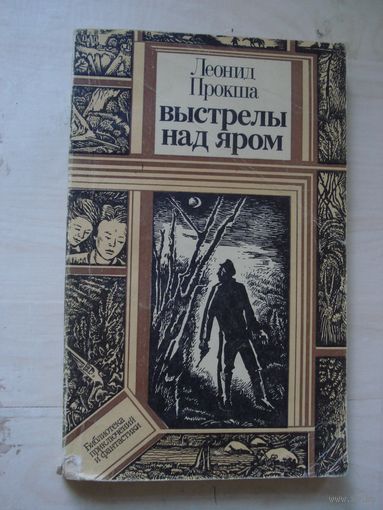 Леонид
Прокша
выстрелы
над яром
Библиотека
приключений
и фантастики